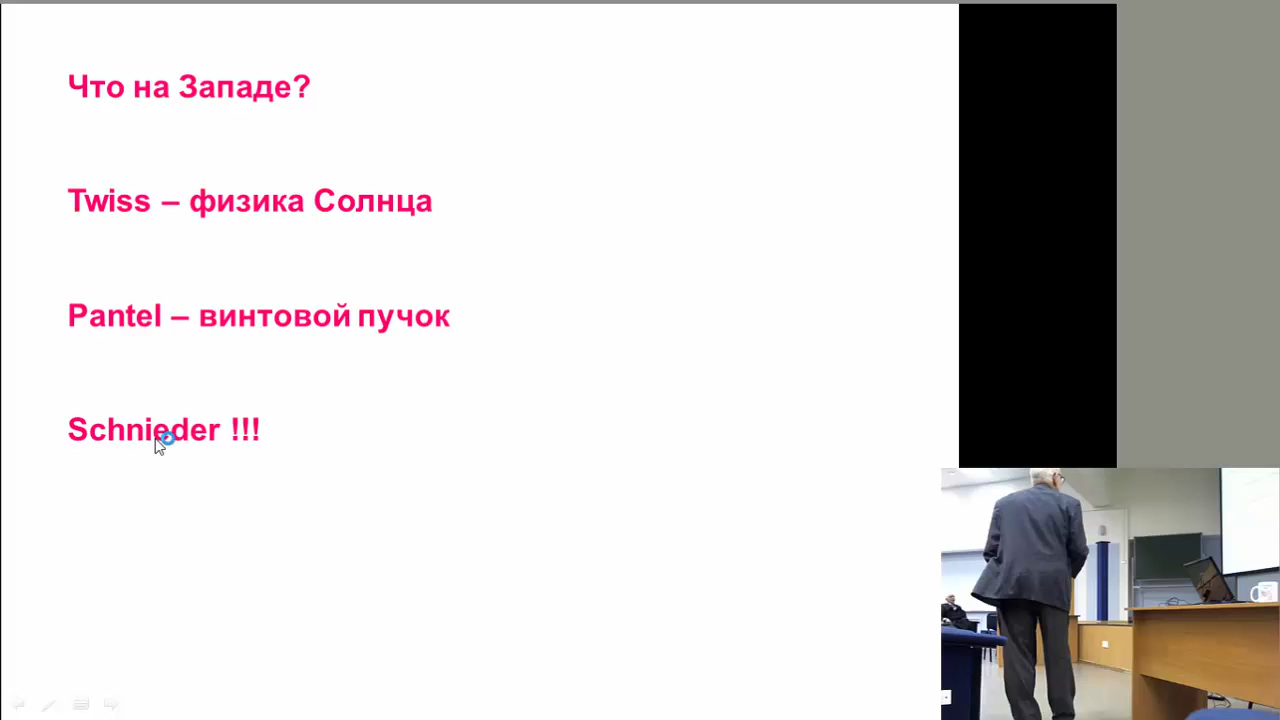 Что на Западе?
Twiss – физика Солнца
Pantel – винтовой пучок
Schnieder !!!